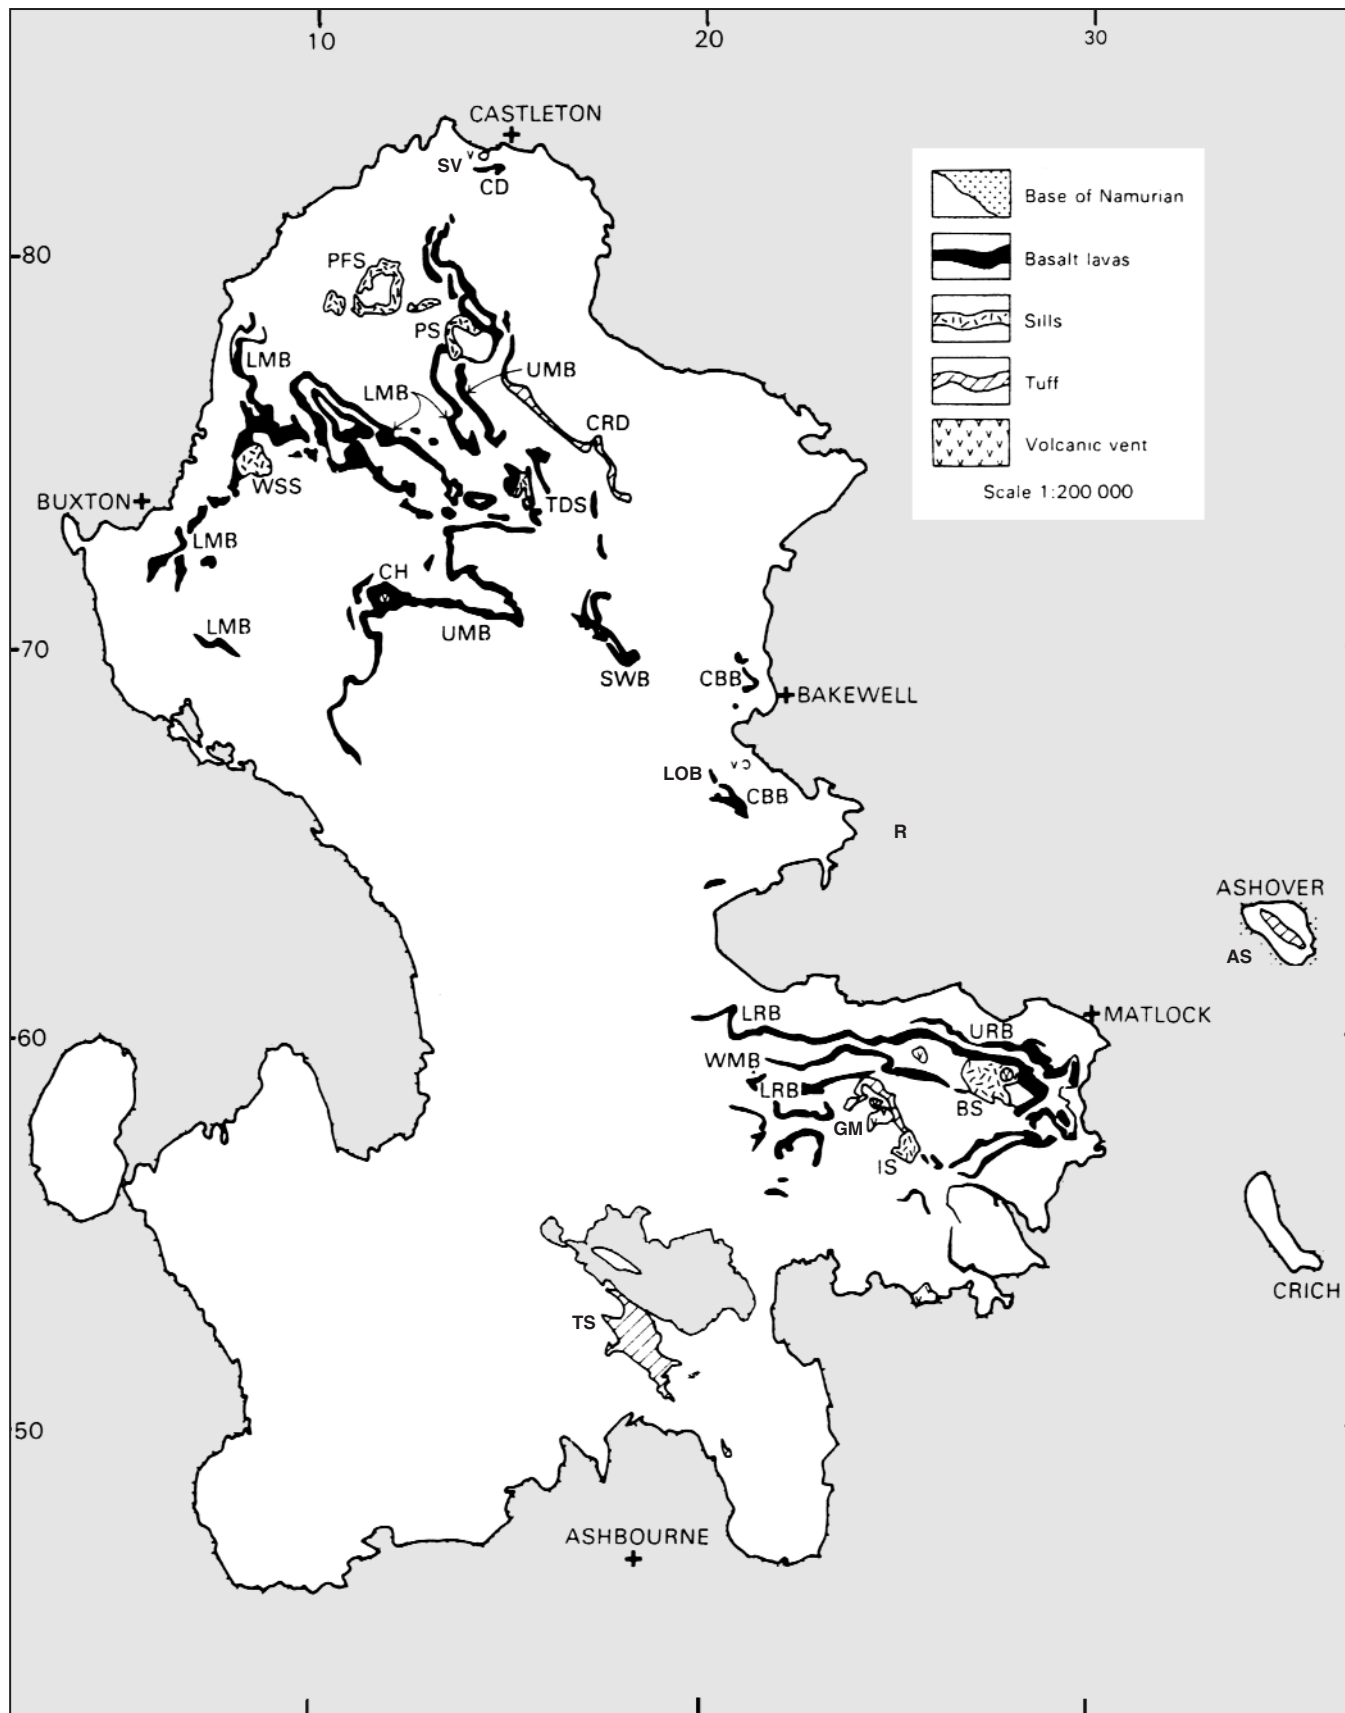 10
20
30
CASTLETON
SV
v
CD
Base of Namurian
80
Basalt lavas
PFS
Sills
PS
LMB
UMB
LMB
Tuff
CRD
Volcanic vent
WSS
Scale 1:200 000
BUXTON
TDS
LMB
CH
v
LMB
UMB
70
SWB
CBB
BAKEWELL
LOB
CBB
R
ASHOVER
AS
LRB
MATLOCK
URB
60
WMB
LRB
BS
GM
IS
TS
CRICH
50
ASHBOURNE